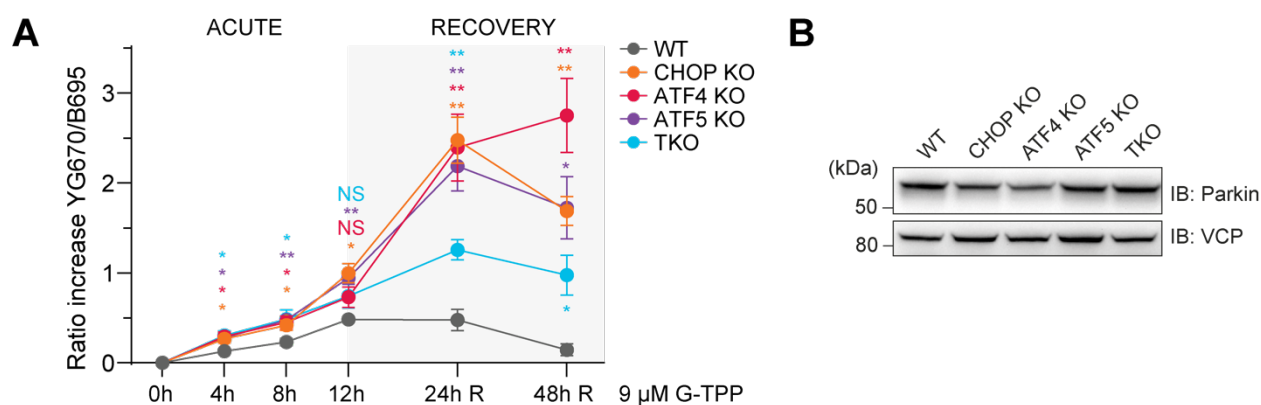 A
ACUTE
RECOVERY
Ratio increase YG670/B695
3
2
1
0
0h
4h
8h
12h
24h R
48h R
9 µM G-TPP
*
*
*
*
*
**
*
*
NS
**
NS
*
**
**
**
**
**
**
*
*
WT
CHOP KO
ATF4 KO
ATF5 KO
TKO
B
WT
CHOP KO
ATF4 KO
ATF5 KO
TKO
(kDa)
50
IB: Parkin
80
IB: VCP